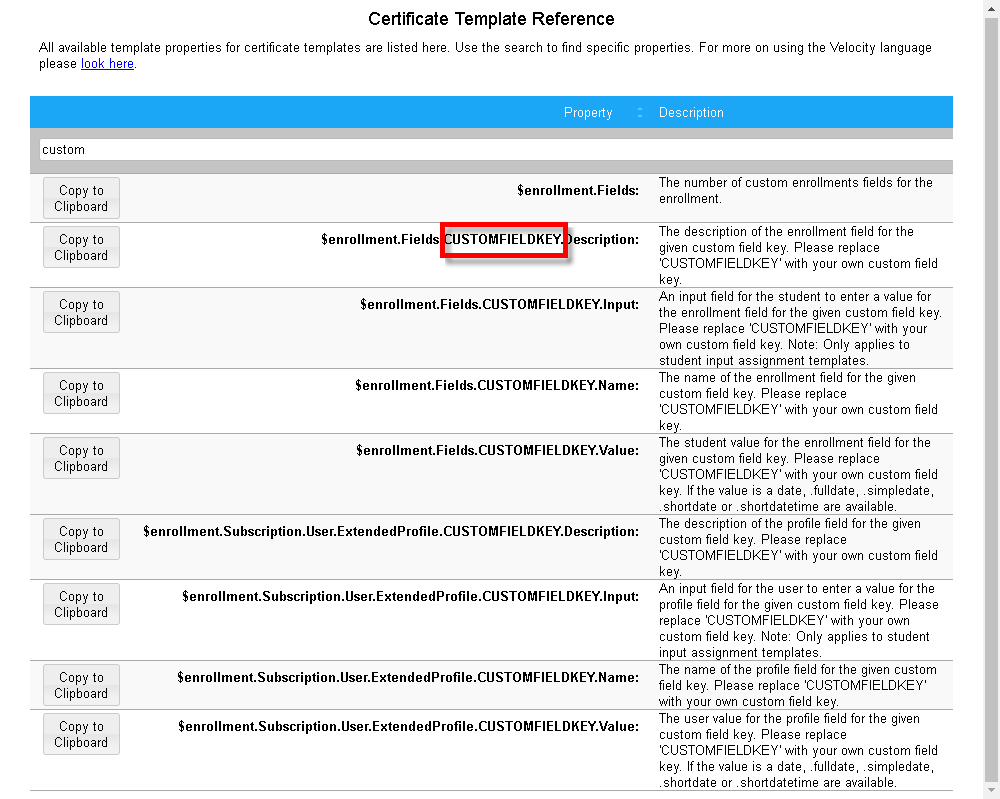 Certificate Template Reference
All available template properties for certificate templates are listed here. Use the search to find specific properties. For more on using the Velocity language
please look here.
Property Description
custom
Copy to
Clipboard
$enrollment.Fields:
The number of custom enrollments fields for the
enrollment.
Copy to
Clipboard
$enrollment.Fields.CUSTOMFIELDKEY.Description:
The description of the enrollment field for the
given custom field key. Please replace
'CUSTOMFIELDKEY' with your own custom field
key.
Copy to
Clipboard
$enrollment.Fields.CUSTOMFIELDKEY.Input:
An input field for the student to enter a value for
the enrollment field for the given custom field key.
Please replace 'CUSTOMFIELDKEY' with your
own custom field key. Note: Only applies to
student input assignment templates.
Copy to
Clipboard
$enrollment.Fields.CUSTOMFIELDKEY.Name:
The name of the enrollment field for the given
custom field key. Please replace
'CUSTOMFIELDKEY' with your own custom field
key.
Copy to
Clipboard
$enrollment.Fields.CUSTOMFIELDKEY.Value:
The student value for the enrollment field for the
given custom field key. Please replace
'CUSTOMFIELDKEY' with your own custom field
key. If the value is a date, .fulldate, .simpledate,
.shortdate or .shortdatetime are available.
Copy to
Clipboard
$enrollment.Subscription.User.ExtendedProfile.CUSTOMFIELDKEY.Description:
The description of the profile field for the given
custom field key. Please replace
'CUSTOMFIELDKEY' with your own custom field
key.
Copy to
Clipboard
$enrollment.Subscription.User.ExtendedProfile.CUSTOMFIELDKEY.Input:
An input field for the user to enter a value for the
profile field for the given custom field key. Please
replace 'CUSTOMFIELDKEY' with your own
custom field key. Note: Only applies to student
input assignment templates.
Copy to
Clipboard
$enrollment.Subscription.User.ExtendedProfile.CUSTOMFIELDKEY.Name:
The name of the profile field for the given custom
field key. Please replace 'CUSTOMFIELDKEY'
with your own custom field key.
Copy to
Clipboard
$enrollment.Subscription.User.ExtendedProfile.CUSTOMFIELDKEY.Value:
The user value for the profile field for the given
custom field key. Please replace
'CUSTOMFIELDKEY' with your own custom field
key. If the value is a date, .fulldate, .simpledate,
.shortdate or .shortdatetime are available.